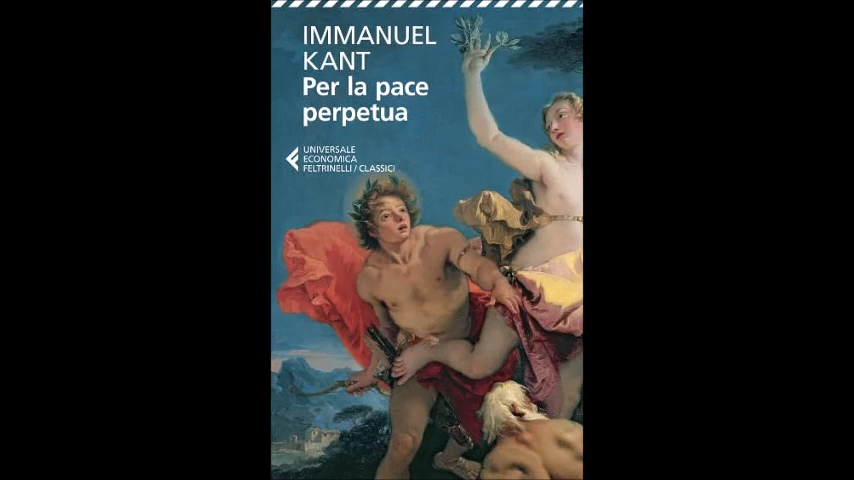 IMMANUEL
KANT
Per la pace
perpetua
UNIVERSALE
ECONOMICA
FELTRINELLI / CLASSICI